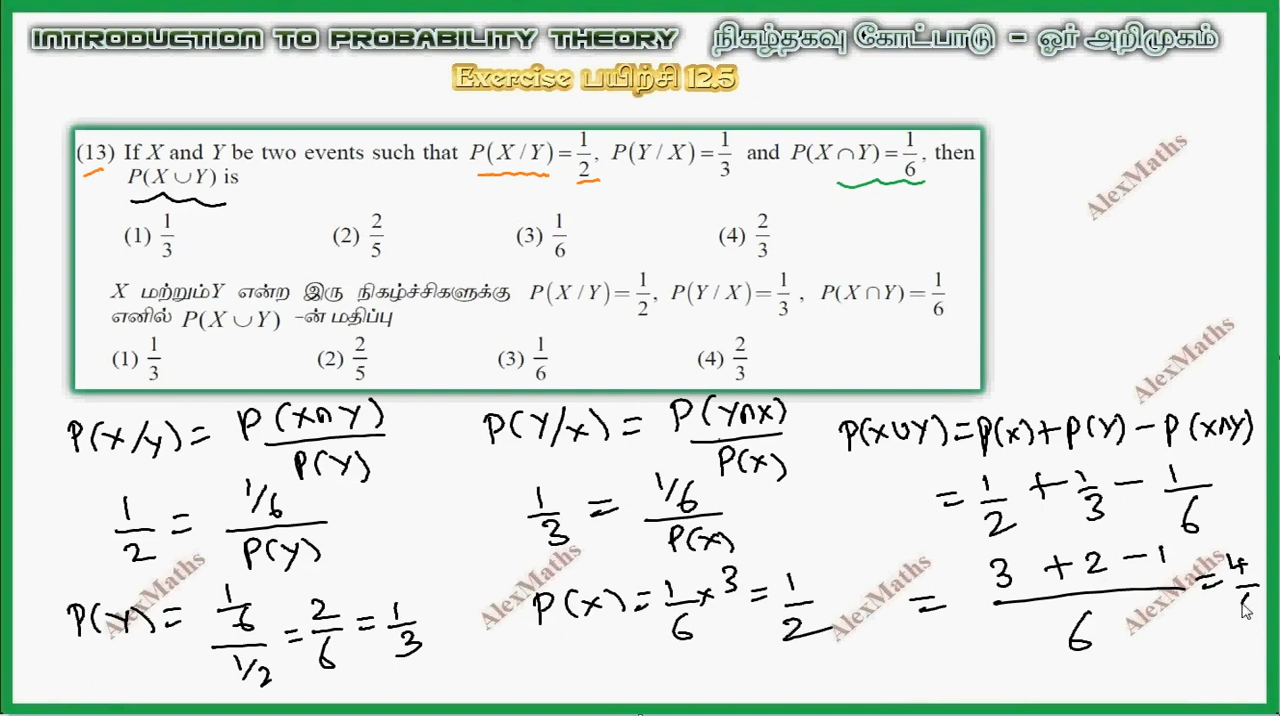 INTRODUCTION TO PROBABILITY THEORY நிகழ்தகவு கோட்பாடு - ஓர் அறிமுகம்
Exercise பயிற்சி 12.5
(13) If X and Y be two events such that P(X / Y) = 1/2, P(Y / X) = 1/3 and P(X ∩ Y) = 1/6, then
P(X ∪ Y) is
(1) 1/3 (2) 2/5 (3) 1/6 (4) 2/3
X மற்றும் Y என்ற இரு நிகழ்ச்சிகளுக்கு P(X / Y) = 1/2, P(Y / X) = 1/3 , P(X ∩ Y) = 1/6
எனில் P(X ∪ Y) -ன் மதிப்பு
(1) 1/3 (2) 2/5 (3) 1/6 (4) 2/3
P(X/Y) = P(X∩Y)/P(Y)
1/2 = 1/6 / P(Y)
P(Y) = 1/6 / 1/2 = 2/6 = 1/3
P(Y/X) = P(Y∩X)/P(X)
1/3 = 1/6 / P(X)
P(X) = 1/6 × 3 = 1/2
P(X∪Y) = P(X) + P(Y) - P(X∩Y)
= 1/2 + 1/3 - 1/6
= 3 + 2 - 1 / 6 = 4/6
AlexMaths
AlexMaths
AlexMaths
AlexMaths
AlexMaths
AlexMaths